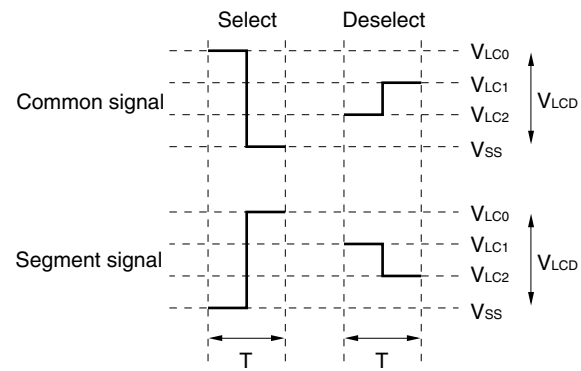 Select Deselect
VLC0
VLC1
Common signal VLCD
VLC2
VSS
VLC0
VLC1
Segment signal VLCD
VLC2
VSS
T T